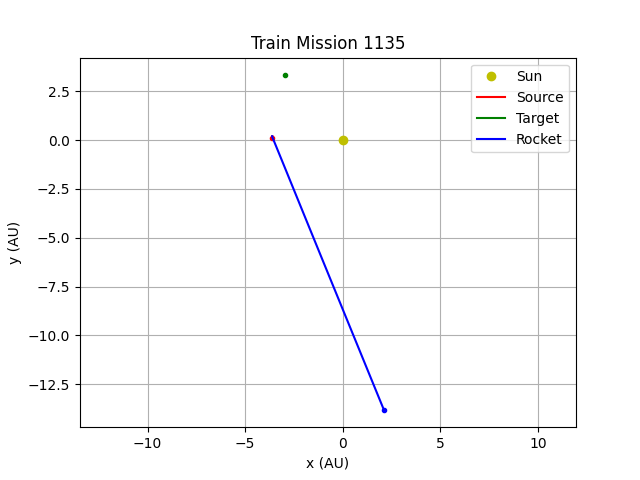 Train Mission 1135
Sun
Source
Target
Rocket
2.5
0.0
−2.5
−5.0
−7.5
−10.0
−12.5
y (AU)
−10
−5
0
5
10
x (AU)